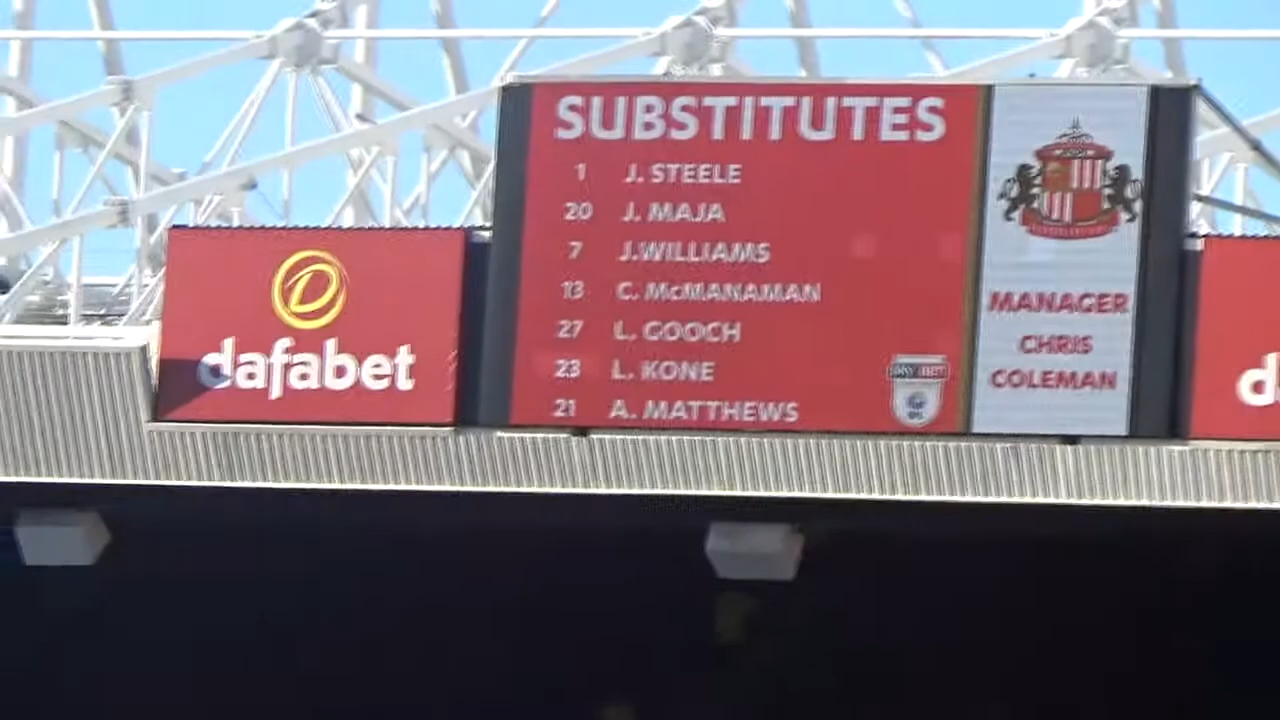 SUBSTITUTES
1 J. STEELE
20 J. MAJA
7 J.WILLIAMS
13 C. McMANAMAN
27 L. GOOCH
23 L. KONE
21 A. MATTHEWS
SKY BET
MANAGER
CHRIS
COLEMAN
dafabet
d